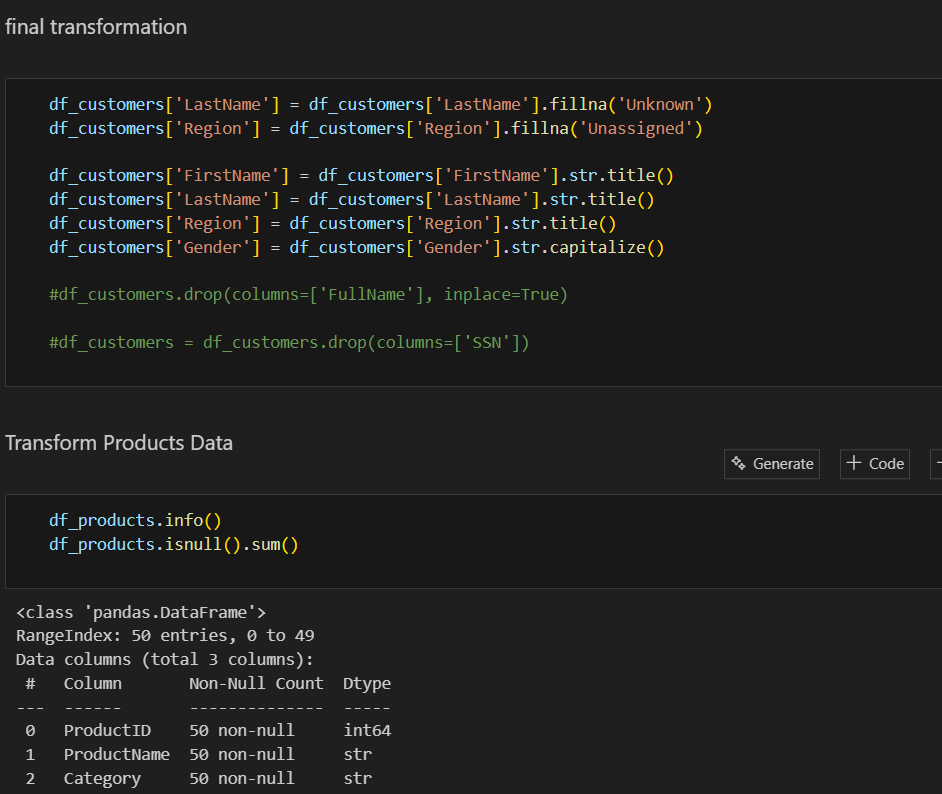 final transformation
df_customers['LastName'] = df_customers['LastName'].fillna('Unknown')
df_customers['Region'] = df_customers['Region'].fillna('Unassigned')
df_customers['FirstName'] = df_customers['FirstName'].str.title()
df_customers['LastName'] = df_customers['LastName'].str.title()
df_customers['Region'] = df_customers['Region'].str.title()
df_customers['Gender'] = df_customers['Gender'].str.capitalize()
#df_customers.drop(columns=['FullName'], inplace=True)
#df_customers = df_customers.drop(columns=['SSN'])
Transform Products Data
Generate + Code
df_products.info()
df_products.isnull().sum()
<class 'pandas.DataFrame'>
RangeIndex: 50 entries, 0 to 49
Data columns (total 3 columns):
 #   Column       Non-Null Count  Dtype
---  ------       --------------  -----
 0   ProductID    50 non-null     int64
 1   ProductName  50 non-null     str
 2   Category     50 non-null     str